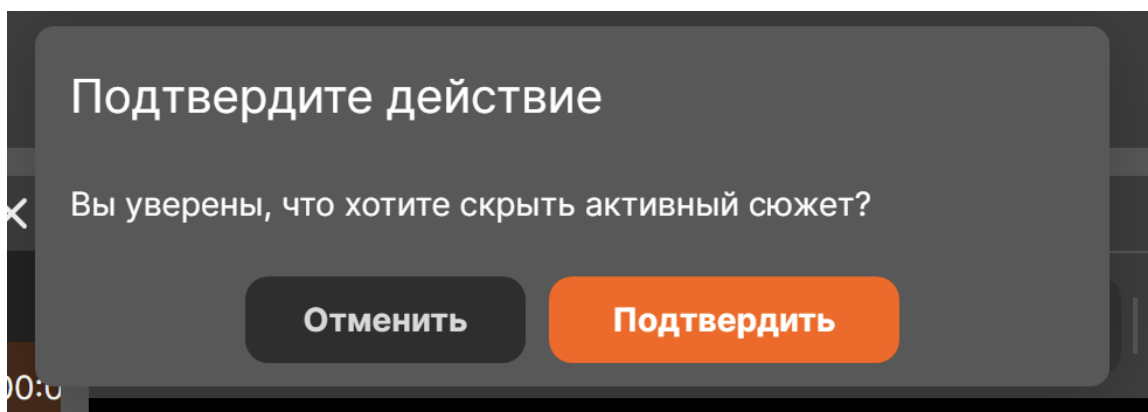 Подтвердите действие
Вы уверены, что хотите скрыть активный сюжет?
Отменить
Подтвердить